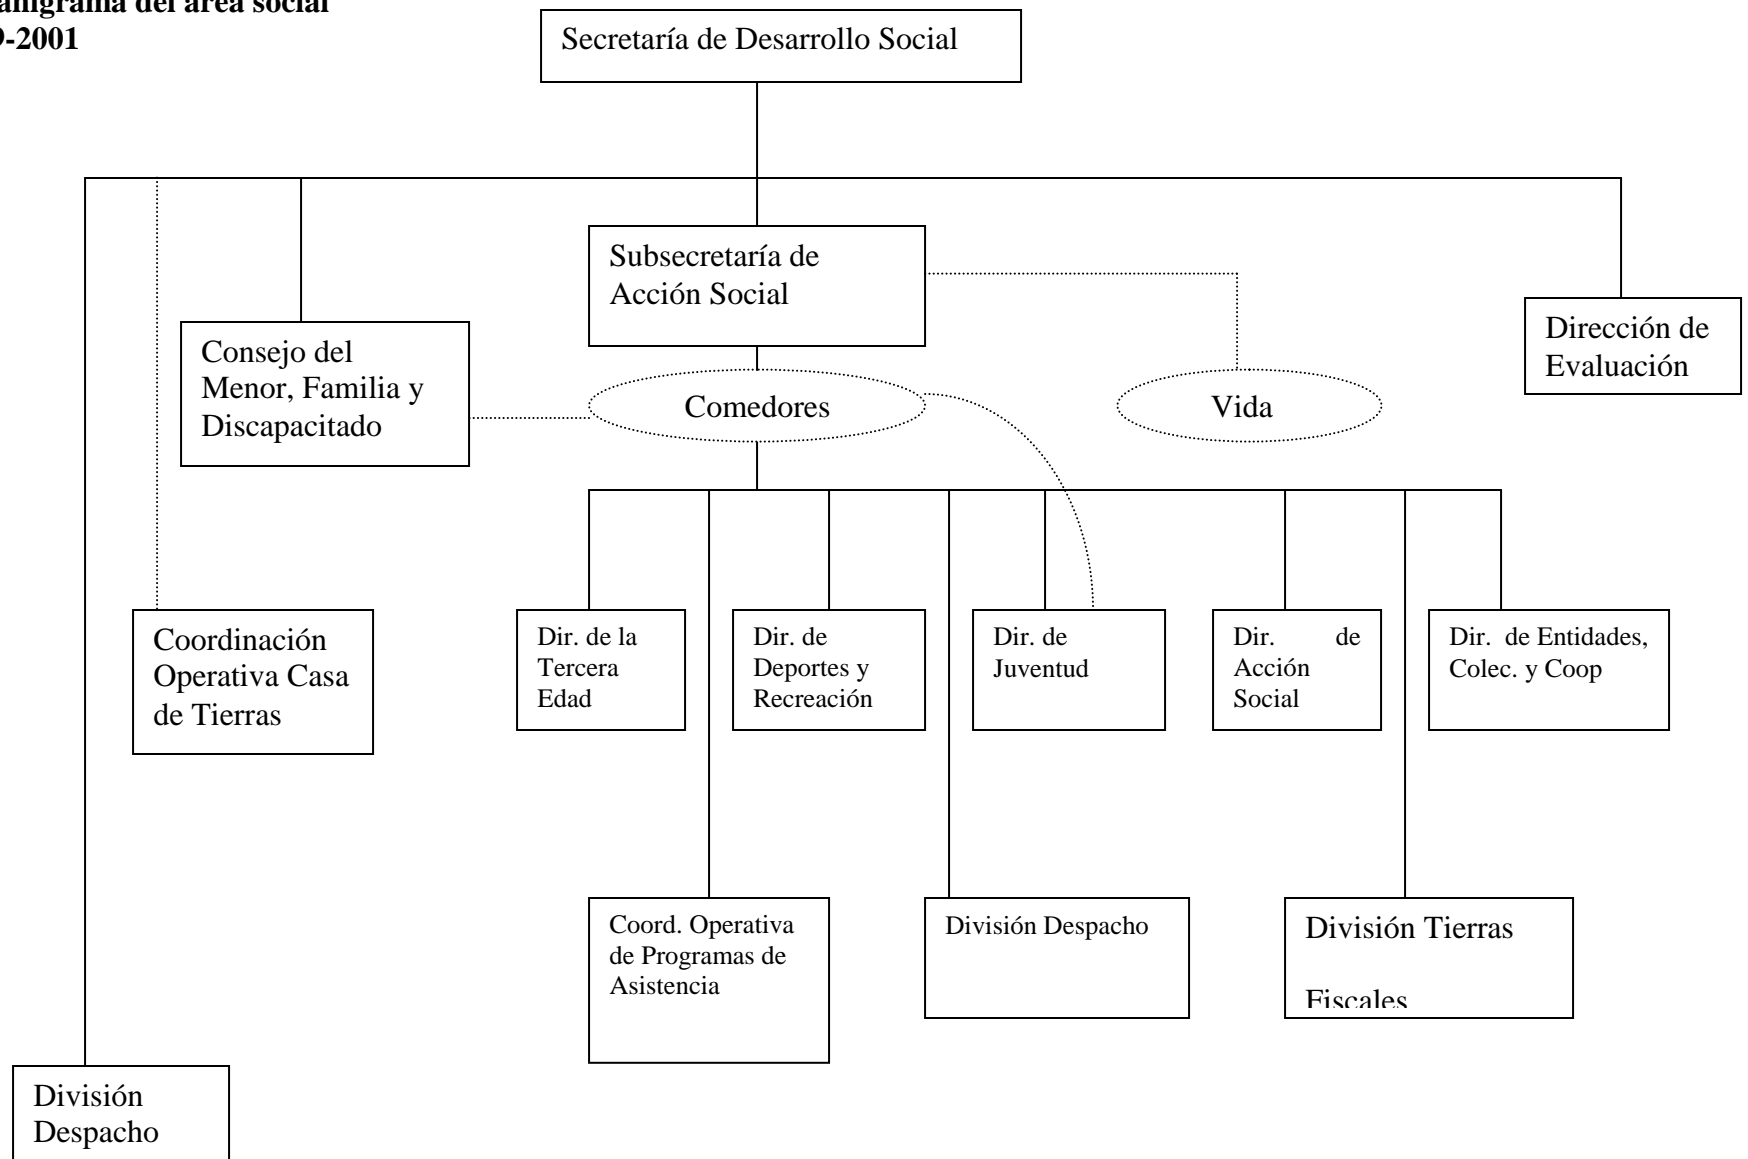 del área social
-2001
Secretaría de Desarrollo Social
Subsecretaría de
Acción Social
Consejo del
Menor, Familia y
Discapacitado
Dirección de
Evaluación
Comedores
Vida
Coordinación
Operativa Casa
de Tierras
Dir. de la
Tercera
Edad
Dir. de
Deportes y
Recreación
Dir. de
Juventud
Dir. de
Acción
Social
Dir. de Entidades,
Colec. y Coop
Coord. Operativa
de Programas de
Asistencia
División Despacho
División Tierras
Fiscales
División
Despacho